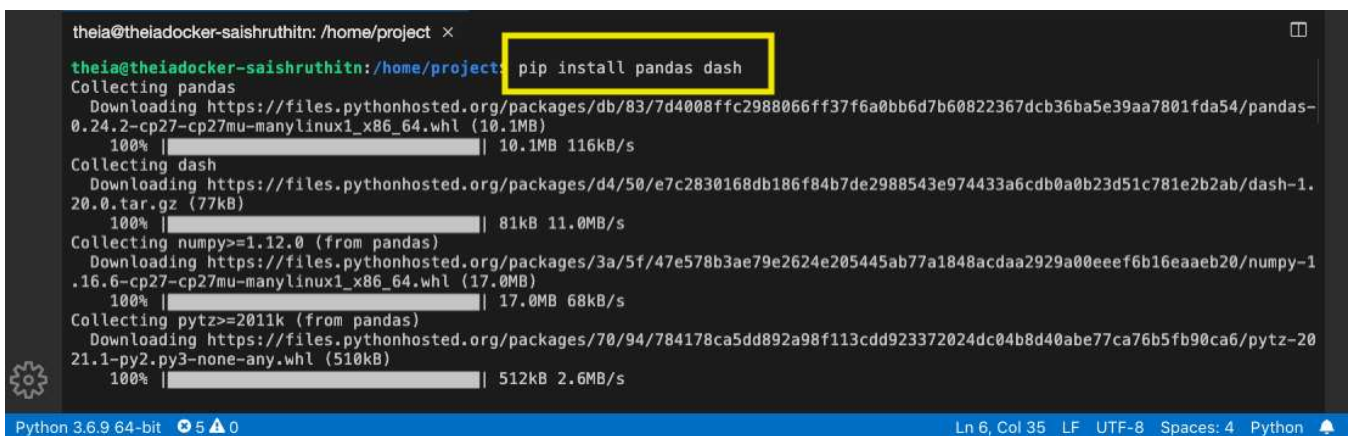 theia@theiadocker-saishruthitn: /home/project ×
theia@theiadocker-saishruthitn:/home/project$ pip install pandas dash
Collecting pandas
  Downloading https://files.pythonhosted.org/packages/db/83/7d4008ffc2988066ff37f6a0bb6d7b60822367dcb36ba5e39aa7801fda54/pandas-
0.24.2-cp27-cp27mu-manylinux1_x86_64.whl (10.1MB)
    100% |████████████████████████████████| 10.1MB 116kB/s
Collecting dash
  Downloading https://files.pythonhosted.org/packages/d4/50/e7c2830168db186f84b7de2988543e974433a6cdb0a0b23d51c781e2b2ab/dash-1.
20.0.tar.gz (77kB)
    100% |████████████████████████████████| 81kB 11.0MB/s
Collecting numpy>=1.12.0 (from pandas)
  Downloading https://files.pythonhosted.org/packages/3a/5f/47e578b3ae79e2624e205445ab77a1848acdaa2929a00eeef6b16eaaeb20/numpy-1
.16.6-cp27-cp27mu-manylinux1_x86_64.whl (17.0MB)
    100% |████████████████████████████████| 17.0MB 68kB/s
Collecting pytz>=2011k (from pandas)
  Downloading https://files.pythonhosted.org/packages/70/94/784178ca5dd892a98f113cdd923372024dc04b8d40abe77ca76b5fb90ca6/pytz-20
21.1-py2.py3-none-any.whl (510kB)
    100% |████████████████████████████████| 512kB 2.6MB/s
Python 3.6.9 64-bit 5 0 Ln 6, Col 35 LF UTF-8 Spaces: 4 Python